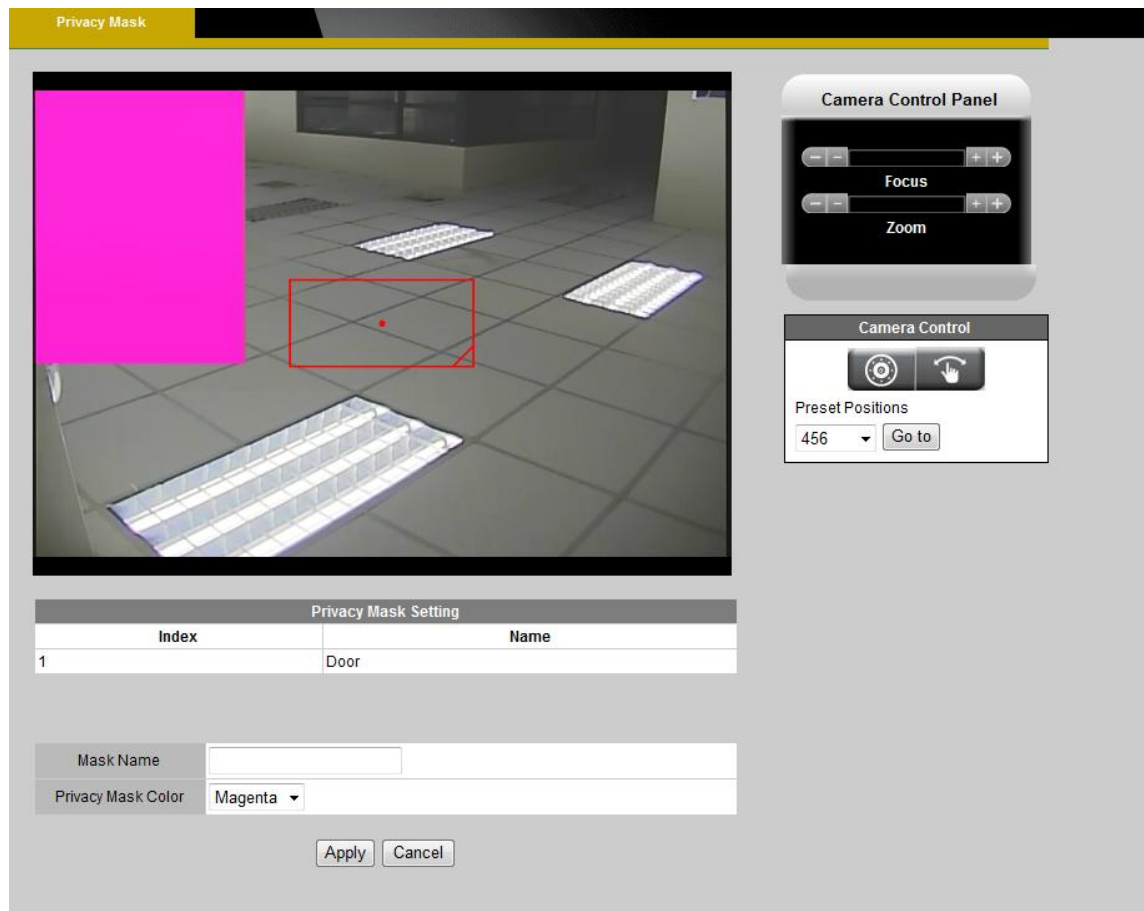 Privacy Mask
Camera Control Panel
Focus
Zoom
Camera Control
Preset Positions
456 Go to
Privacy Mask Setting
Index Name
1 Door
Mask Name
Privacy Mask Color Magenta
Apply Cancel